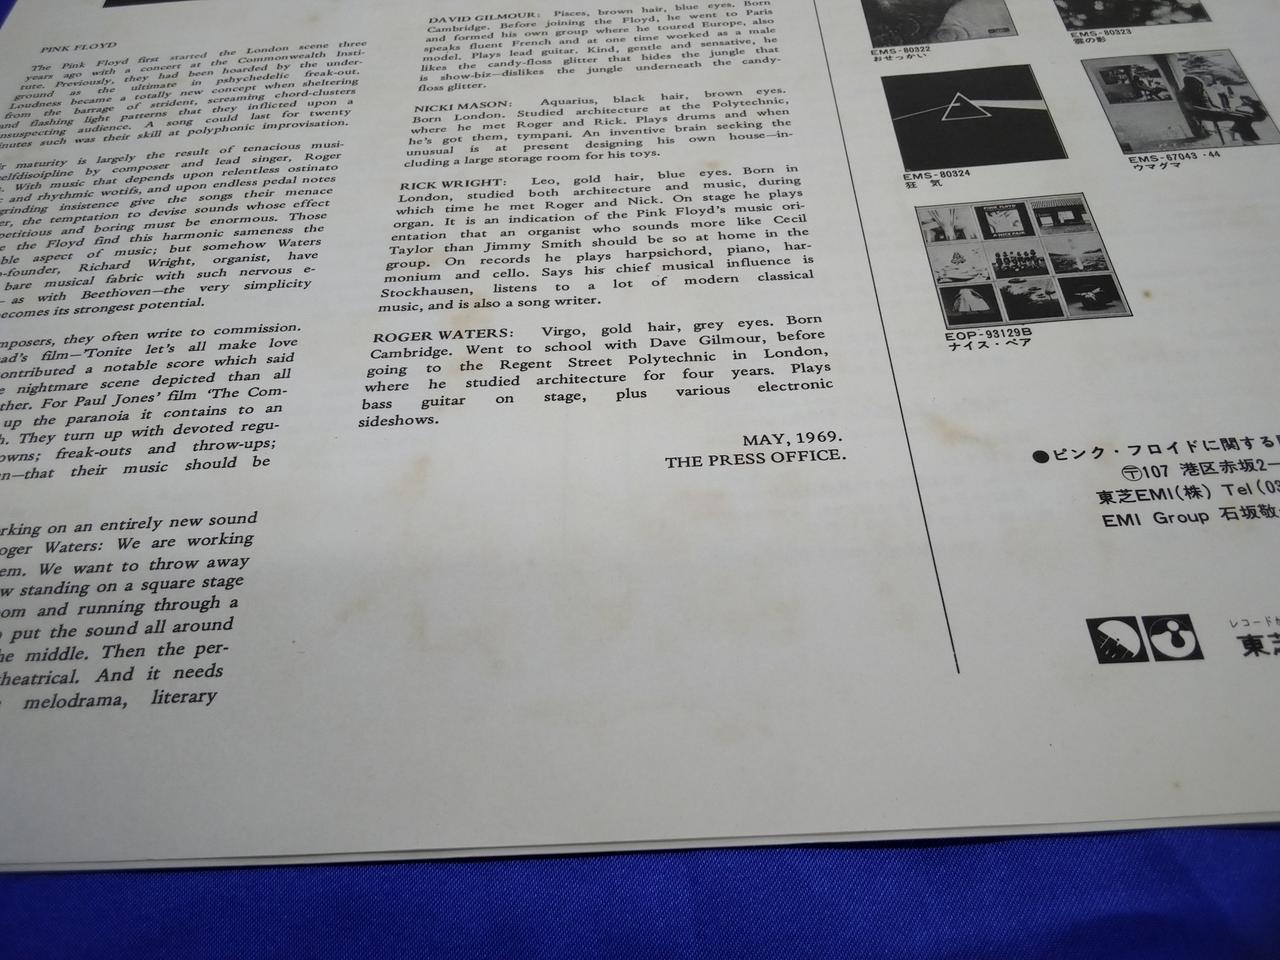 PINK FLOYD
The Pink Floyd first started the London scene three
years ago with a concert at the Commonwealth Insti-
tute. Previously, they had been hoarded by the under-
ground as the ultimate in pshychedelic freak-out.
Loudness became a totally new concept when sheltering
from the barrage of strident, screaming chord-clusters
and flashing light patterns that they inflicted upon a
nsuspecting audience. A song could last for twenty
inutes such was their skill at polyphonic improvisation.
maturity is largely the result of tenacious musi-
selfdisoipline by composer and lead singer, Roger
With music that depends upon relentless ostinato
and rhythmic wotifs, and upon endless pedal notes
grinding insistence give the songs their menace
er, the temptation to devise sounds whose effect
petitious and boring must be enormous. Those
e the Floyd find this harmonic sameness the
ble aspect of music; but somehow Waters
o-founder, Richard Wright, organist, have
bare musical fabric with such nervous e-
— as with Beethoven—the very simplicity
ecomes its strongest potential.
mposers, they often write to commission.
ad's film—'Tonite let's all make love
ontributed a notable score which said
e nightmare scene depicted than all
ther. For Paul Jones' film 'The Com-
up the paranoia it contains to an
h. They turn up with devoted regu-
owns; freak-outs and throw-ups;
n—that their music should be
rking on an entirely new sound
oger Waters: We are working
em. We want to throw away
w standing on a square stage
om and running through a
put the sound all around
he middle. Then the per-
heatrical. And it needs
melodrama, literary
DAVID GILMOUR: Pisces, brown hair, blue eyes. Born
Cambridge. Before joining the Floyd, he went to Paris
and formed his own group where he toured Europe, also
speaks fluent French and at one time worked as a male
model. Plays lead guitar. Kind, gentle and sensative, he
likes the candy-floss glitter that hides the jungle that
is show-biz—dislikes the jungle underneath the candy-
floss glitter.
NICKI MASON: Aquarius, black hair, brown eyes.
Born London. Studied architecture at the Polytechnic,
where he met Roger and Rick. Plays drums and when
he's got them, tympani. An inventive brain seeking the
unusual is at present designing his own house—in-
cluding a large storage room for his toys.
RICK WRIGHT: Leo, gold hair, blue eyes. Born in
London, studied both architecture and music, during
which time he met Roger and Nick. On stage he plays
organ. It is an indication of the Pink Floyd's music ori-
entation that an organist who sounds more like Cecil
Taylor than Jimmy Smith should be so at home in the
group. On records he plays harpsichord, piano, har-
monium and cello. Says his chief musical influence is
Stockhausen, listens to a lot of modern classical
music, and is also a song writer.
ROGER WATERS: Virgo, gold hair, grey eyes. Born
Cambridge. Went to school with Dave Gilmour, before
going to the Regent Street Polytechnic in London,
where he studied architecture for four years. Plays
bass guitar on stage, plus various electronic
sideshows.
MAY, 1969.
THE PRESS OFFICE.
EMS-80322
おせっかい
EMS-80323
雲の影
EMS-80324
狂気
EMS-67043・44
ウマグマ
EOP-93129B
ナイス・ペア
●ピンク・フロイドに関する
〒107 港区赤坂2—
東芝EMI(株) Tel(03
EMI Group 石坂敬
レコードが
東芝